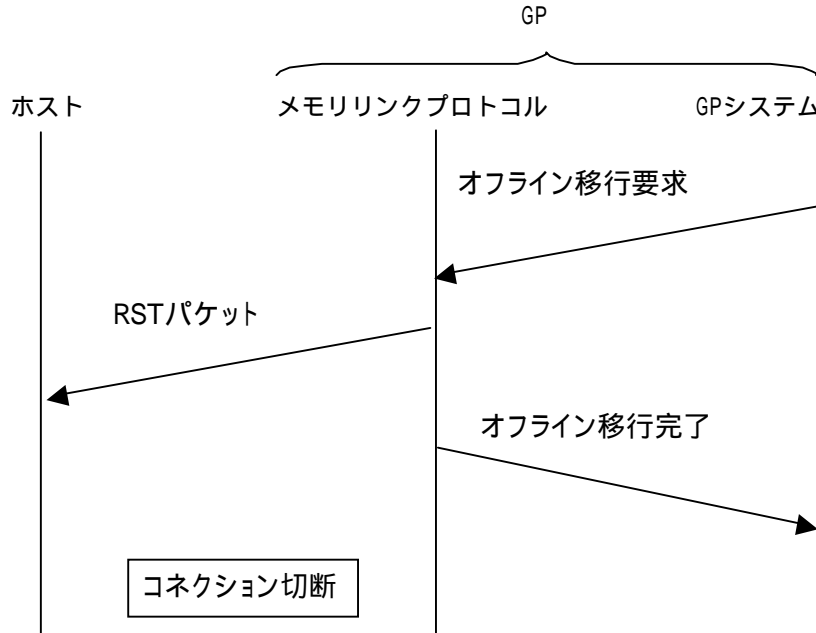 GP
ホスト
メモリリンクプロトコル
GPシステム
オフライン移行要求
RSTパケット
オフライン移行完了
コネクション切断